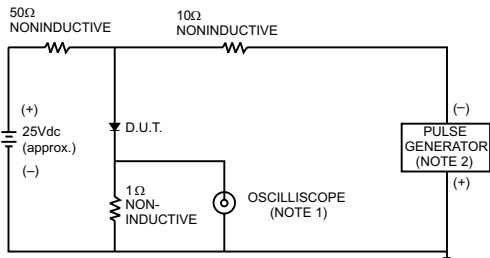 50Ω
NONINDUCTIVE
10Ω
NONINDUCTIVE
(+)
25Vdc
(approx.)
(–)
D.U.T.
1Ω
NON-
INDUCTIVE
OSCILLISCOPE
(NOTE 1)
(–)
PULSE
GENERATOR
(NOTE 2)
(+)